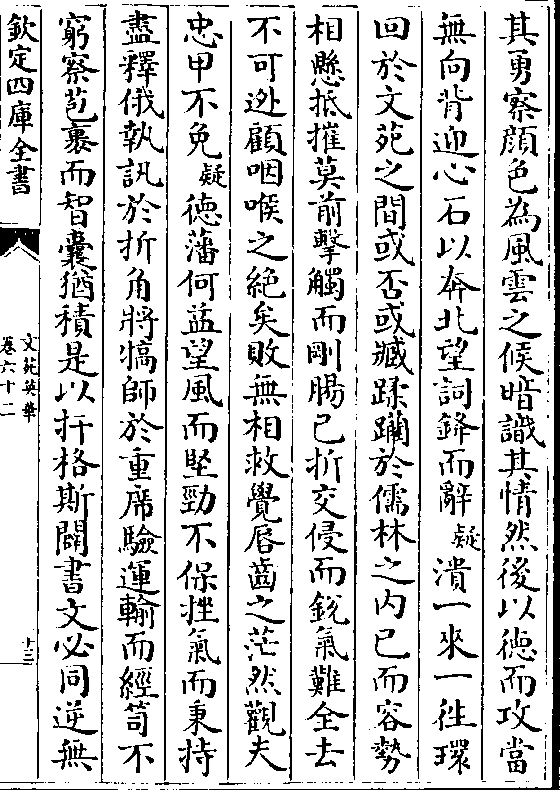 其勇察顔色為風雲之候暗識其情然後以徳而攻當
無向背迎心石以奔北望詞鋒而辭疑潰一來一徃環
回於文苑之間或否或臧蹂躪於儒林之内已而容勢
相懸抵摧莫前擊觸而剛腸已折交侵而鋭氣難全去
不可逃顧咽喉之絶矣敗無相救覺唇齒之茫然觀夫
忠甲不免疑徳藩何益望風而堅勁不保挫氣而秉持
盡釋俄執訊於折角將犒師於重席驗運輸而經笥不
窮察苞裹而智囊猶積是以扞格斯闢書文必同逆無
欽定四庫全書
文苑英華
卷六十二
十三